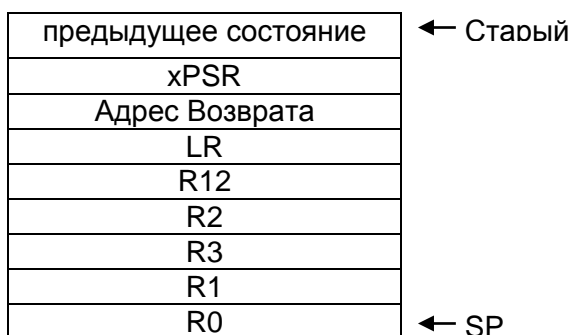 предыдущее состояние ← Старый
xPSR
Адрес Возврата
LR
R12
R2
R3
R1
R0 ← SP